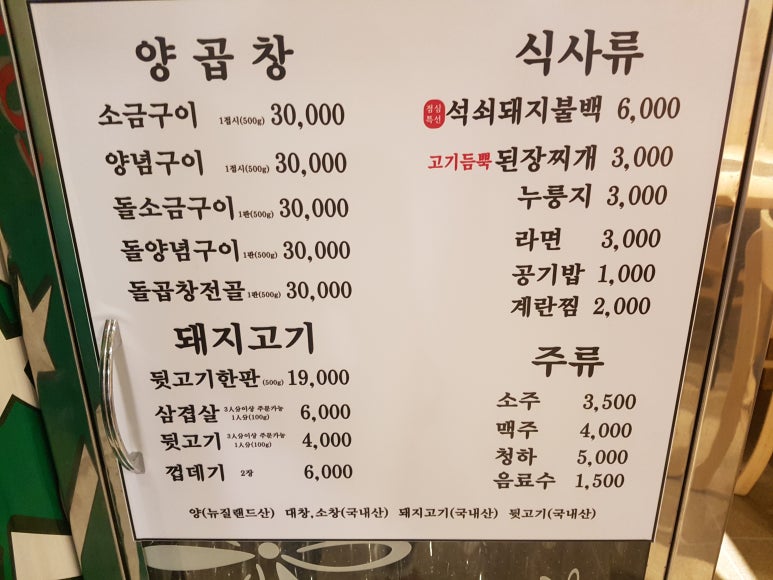 양곱창
소금구이 1접시(500g) 30,000
양념구이 1접시(500g) 30,000
돌소금구이 1판(500g) 30,000
돌양념구이 1판(500g) 30,000
돌곱창전골 1판(500g) 30,000
돼지고기
뒷고기한판 (500g) 19,000
삼겹살 3人分이상 주문가능 1人分(100g) 6,000
뒷고기 3人分이상 주문가능 1人分(100g) 4,000
껍데기 2장 6,000
식사류
점심특선 석쇠돼지불백 6,000
고기듬뿍 된장찌개 3,000
누룽지 3,000
라면 3,000
공기밥 1,000
계란찜 2,000
주류
소주 3,500
맥주 4,000
청하 5,000
음료수 1,500
양(뉴질랜드산) 대창,소창(국내산) 돼지고기(국내산) 뒷고기(국내산)